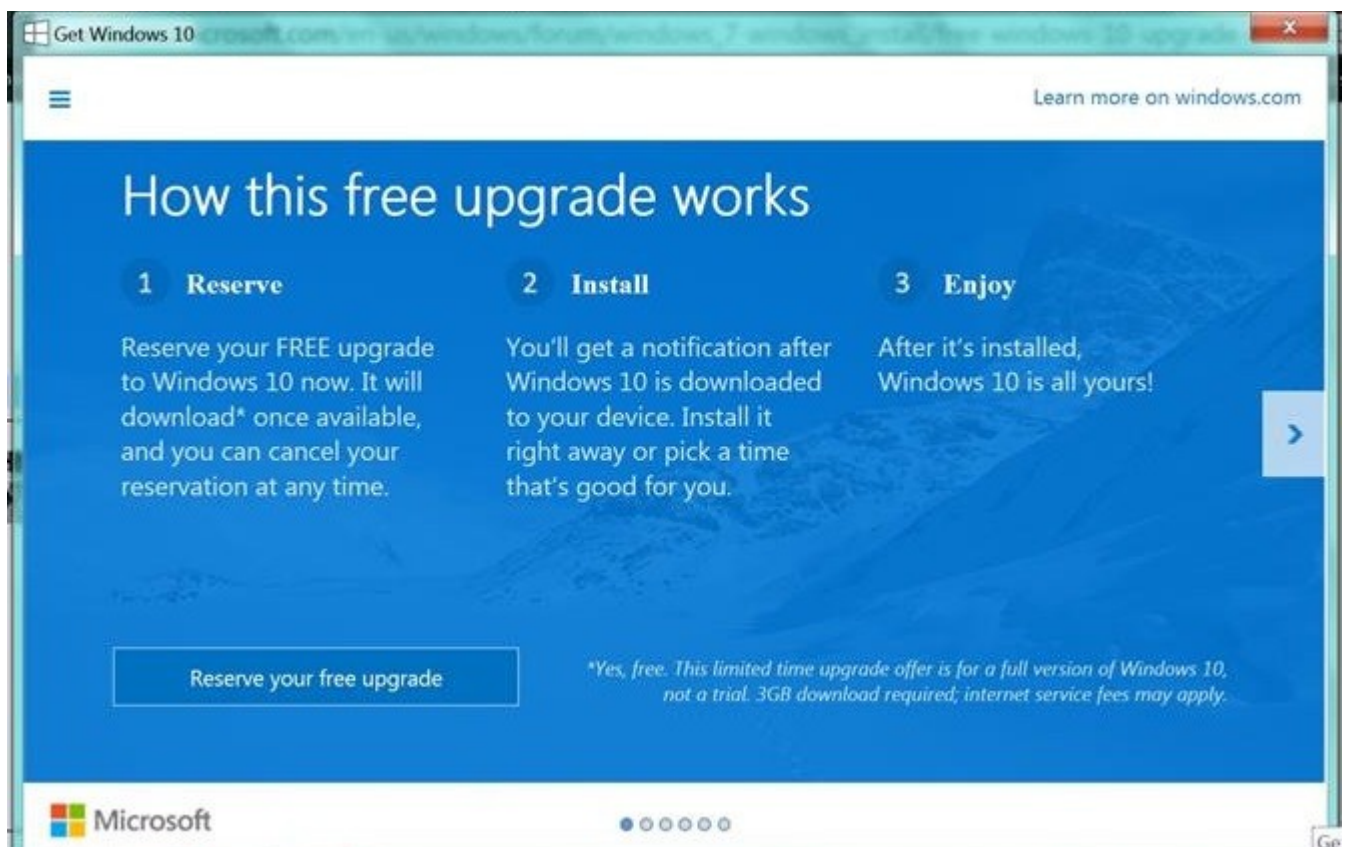 Get Windows 10
Learn more on windows.com
How this free upgrade works
1 Reserve
Reserve your FREE upgrade
to Windows 10 now. It will
download* once available,
and you can cancel your
reservation at any time.
2 Install
You'll get a notification after
Windows 10 is downloaded
to your device. Install it
right away or pick a time
that's good for you.
3 Enjoy
After it's installed,
Windows 10 is all yours!
Reserve your free upgrade
*Yes, free. This limited time upgrade offer is for a full version of Windows 10,
not a trial. 3GB download required; internet service fees may apply.
Microsoft